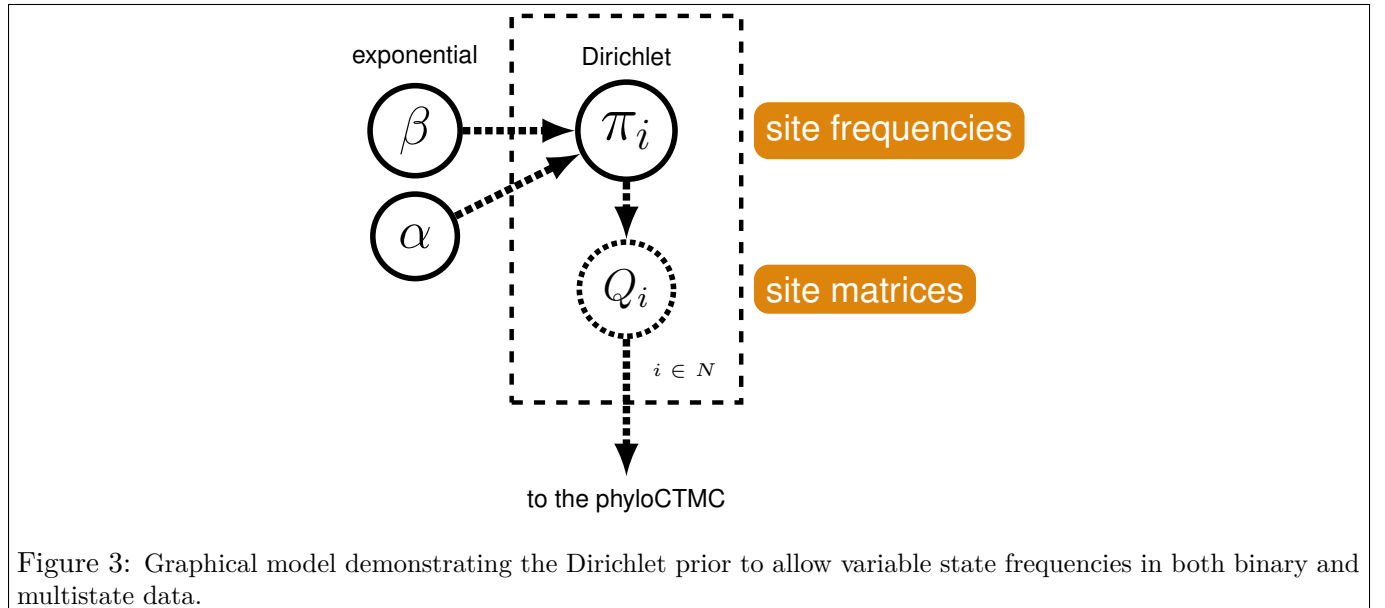 exponential
Dirichlet
β
π_i
site frequencies
α
Q_i
site matrices
i ∈ N
to the phyloCTMC
Figure 3: Graphical model demonstrating the Dirichlet prior to allow variable state frequencies in both binary and
multistate data.